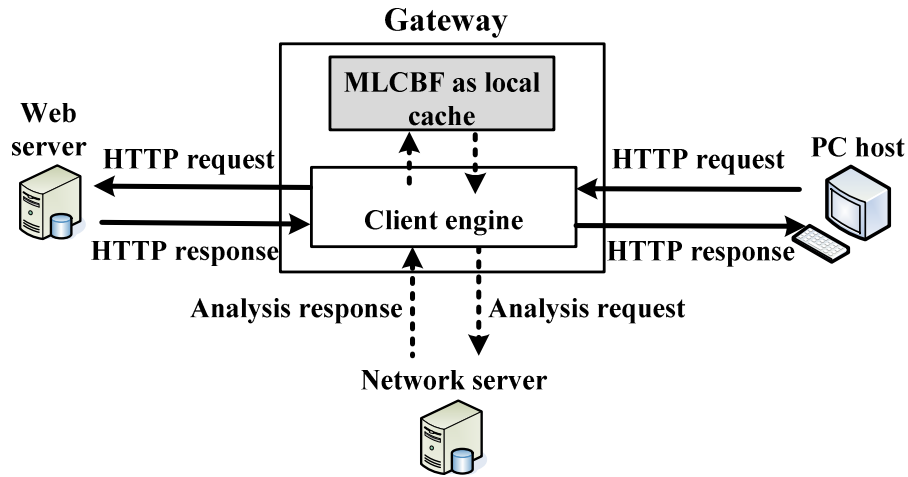 Gateway
MLCBF as local
cache
Web
server
HTTP request
HTTP request
PC host
Client engine
HTTP response
HTTP response
Analysis response
Analysis request
Network server